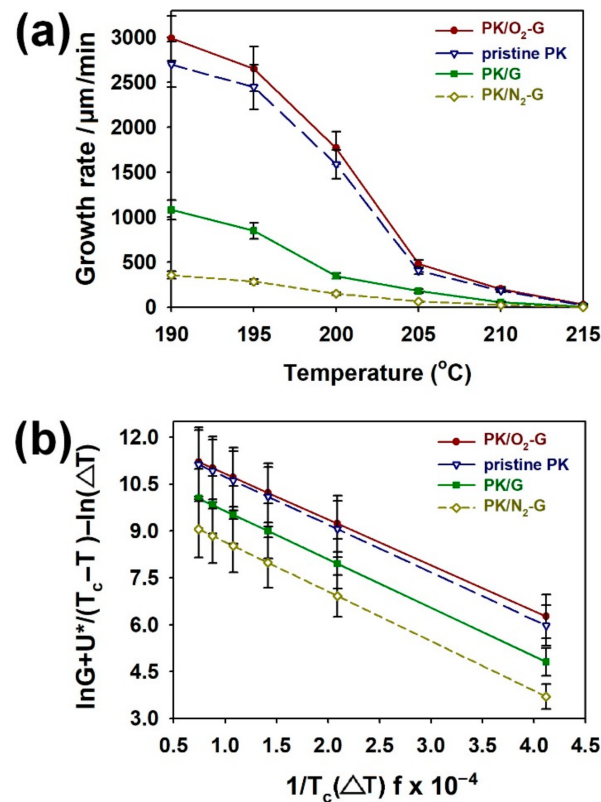 (a)
PK/O₂-G
pristine PK
PK/G
PK/N₂-G
Growth rate /μm/min
3000
2500
2000
1500
1000
500
0
190 195 200 205 210 215
Temperature (°C)
(b)
PK/O₂-G
pristine PK
PK/G
PK/N₂-G
lnG+U*/(T_c−T)−ln(△T)
12.0
10.5
9.0
7.5
6.0
4.5
3.0
0.5 1.0 1.5 2.0 2.5 3.0 3.5 4.0 4.5
1/T_c(△T) f x 10⁻⁴